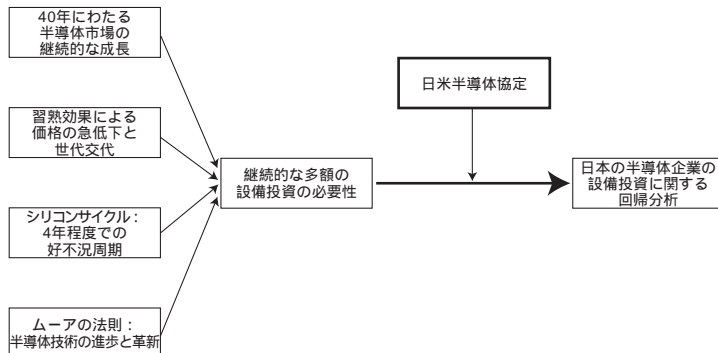 40年にわたる
半導体市場の
継続的な成長
習熟効果による
価格の急低下と
世代交代
シリコンサイクル：
4年程度での
好不況周期
ムーアの法則：
半導体技術の進歩と革新
継続的な多額の
設備投資の必要性
日米半導体協定
日本の半導体企業の
設備投資に関する
回帰分析